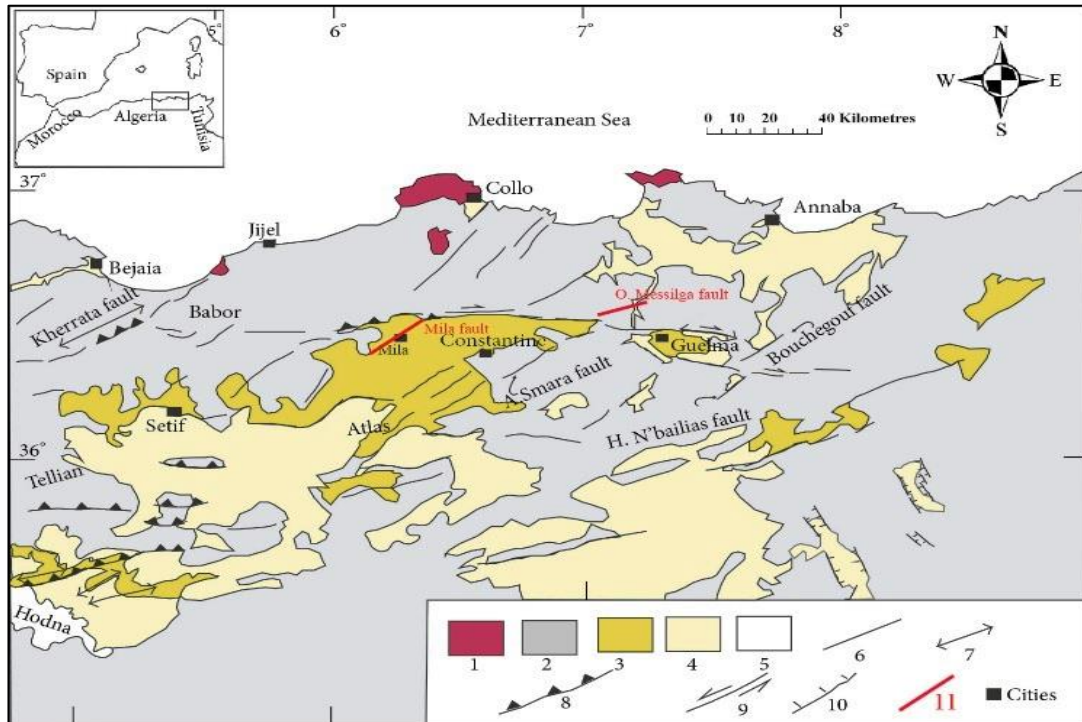 5°
6°
7°
8°
N
W
E
S
Spain
Morocco
Algeria
Tunisia
Mediterranean Sea
0 10 20 40 Kilometres
37°
Collo
Annaba
Jijel
Bejaia
O. Messilga fault
Kherrata fault
Babor
Mila fault
Mila
Constantine
Guelma
Bouchegouf fault
A.Smara fault
Setif
Atlas
H. N'bailias fault
36°
Tellian
Hodna
1
2
3
4
5
6
7
8
9
10
11
Cities